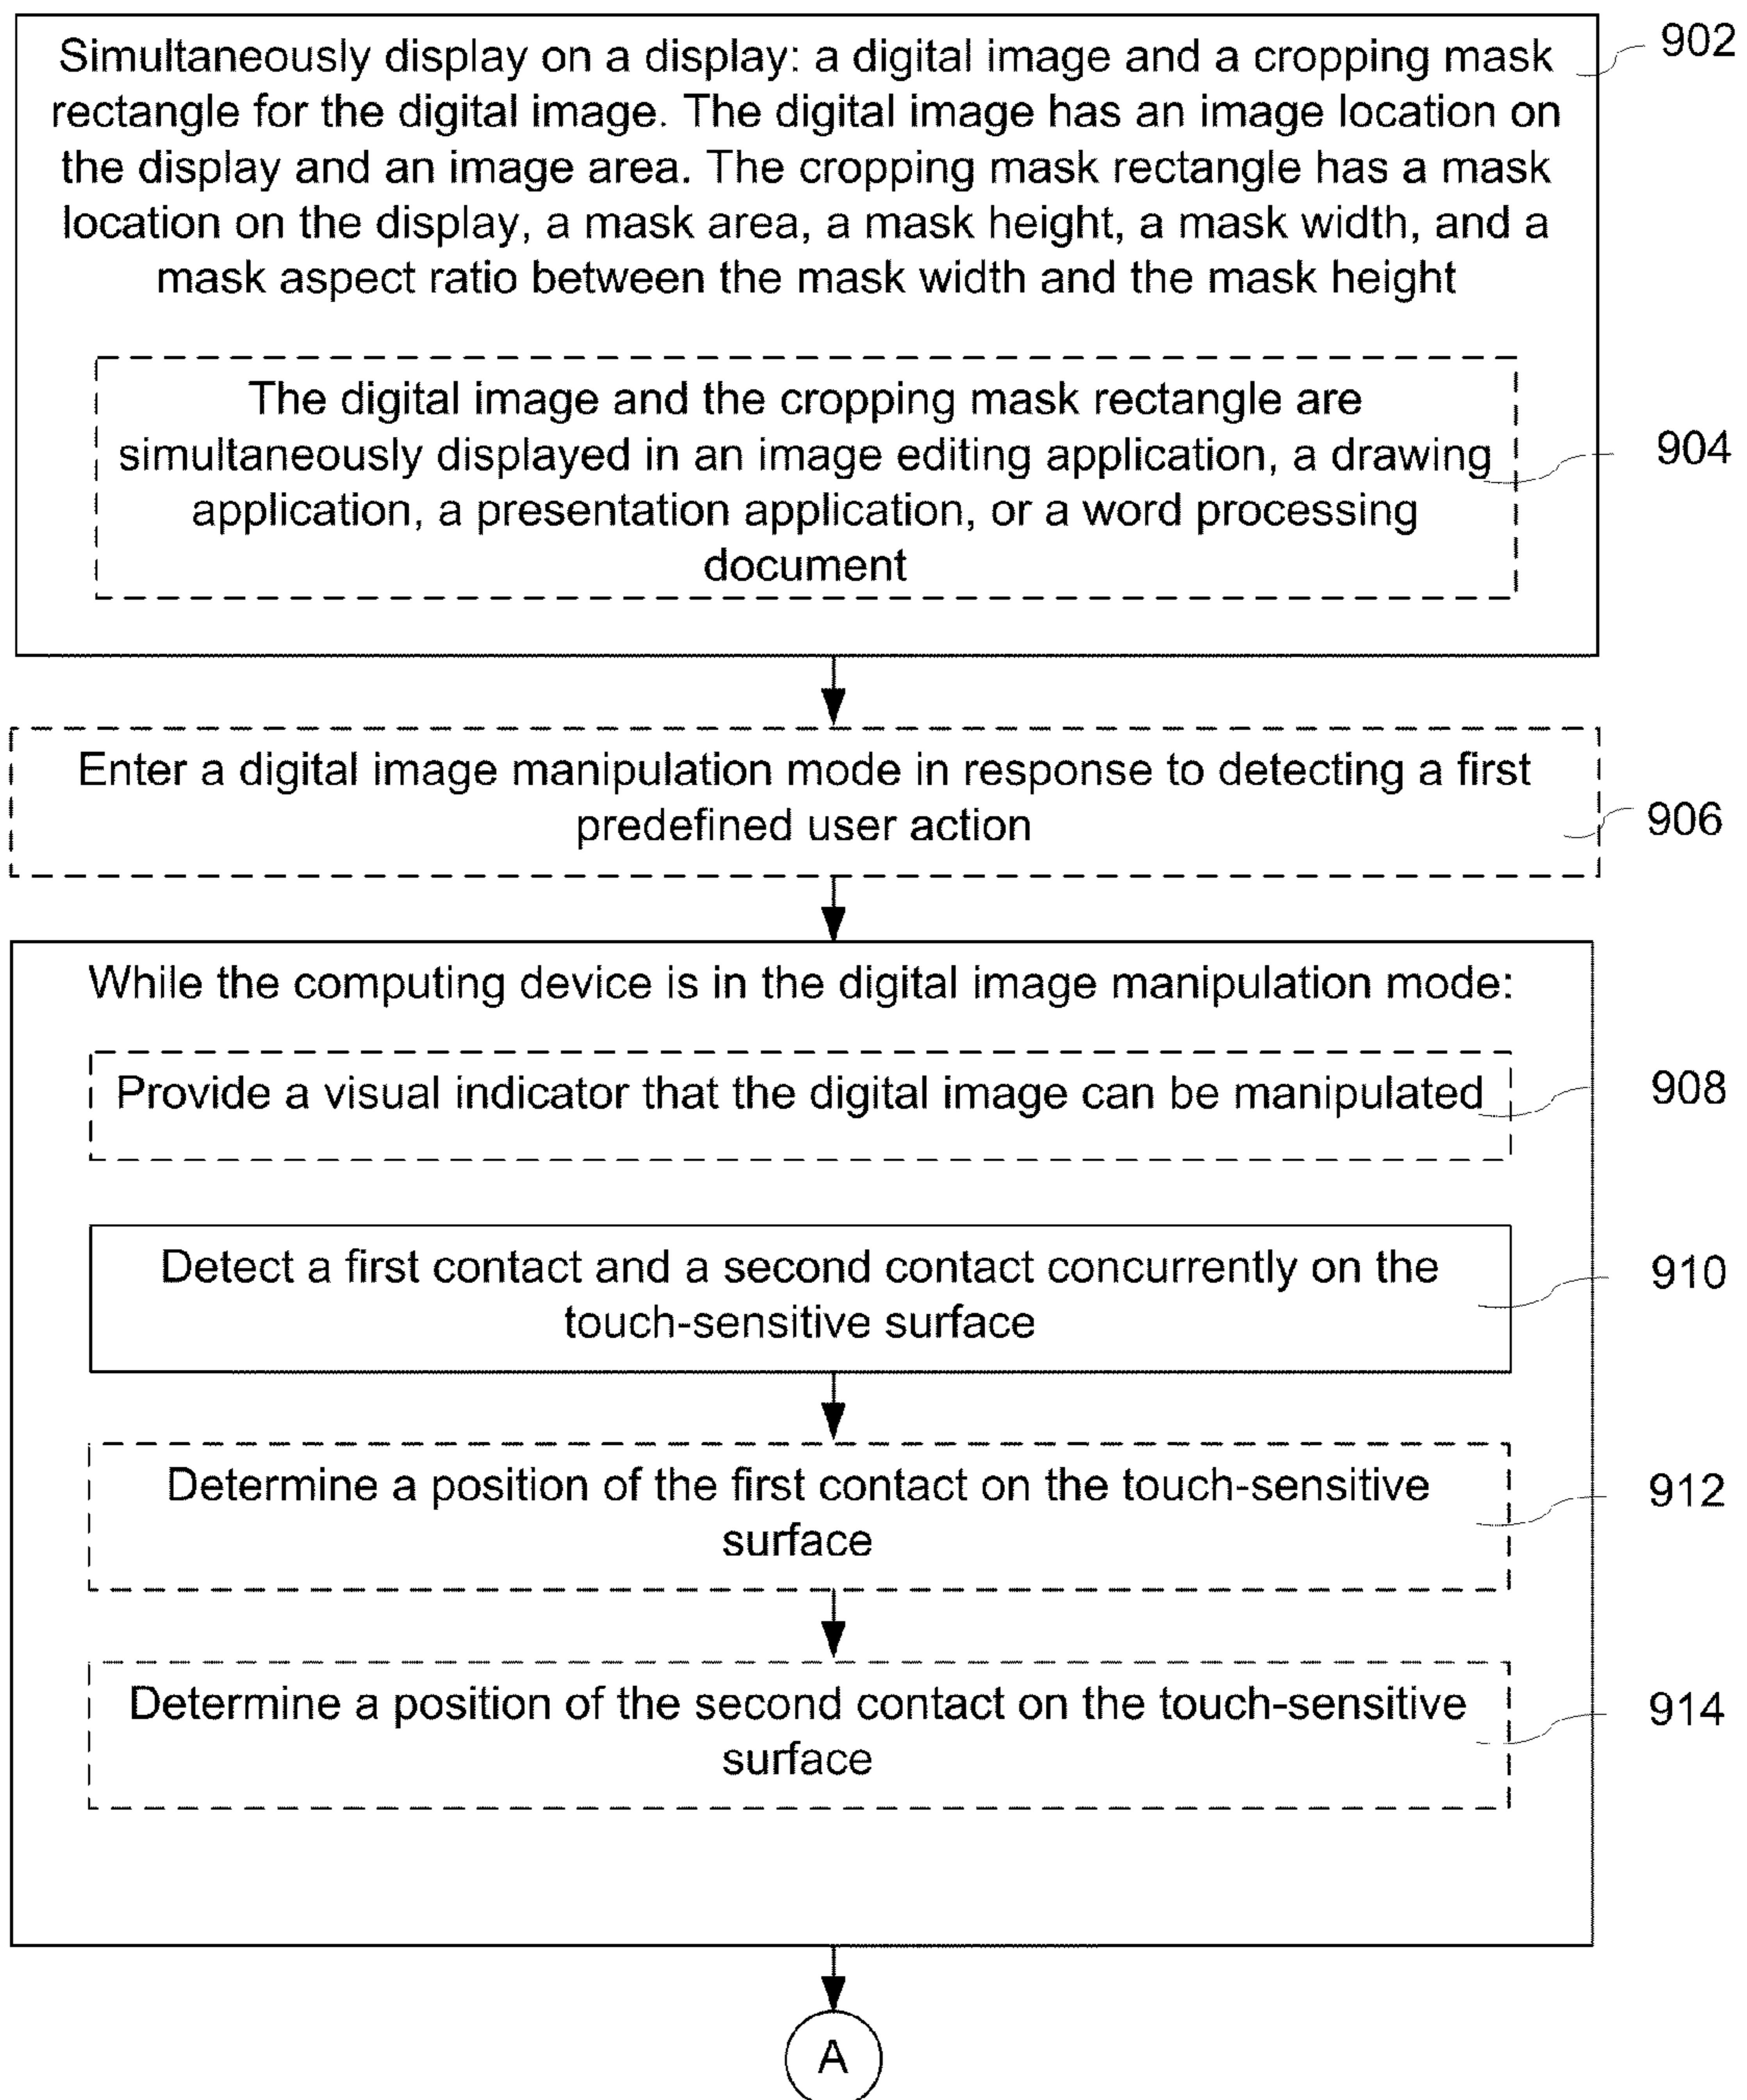 Simultaneously display on a display: a digital image and a cropping mask
rectangle for the digital image. The digital image has an image location on
the display and an image area. The cropping mask rectangle has a mask
location on the display, a mask area, a mask height, a mask width, and a
mask aspect ratio between the mask width and the mask height
902
The digital image and the cropping mask rectangle are
simultaneously displayed in an image editing application, a drawing
application, a presentation application, or a word processing
document
904
Enter a digital image manipulation mode in response to detecting a first
predefined user action
906
While the computing device is in the digital image manipulation mode:
Provide a visual indicator that the digital image can be manipulated
908
Detect a first contact and a second contact concurrently on the
touch-sensitive surface
910
Determine a position of the first contact on the touch-sensitive
surface
912
Determine a position of the second contact on the touch-sensitive
surface
914
A